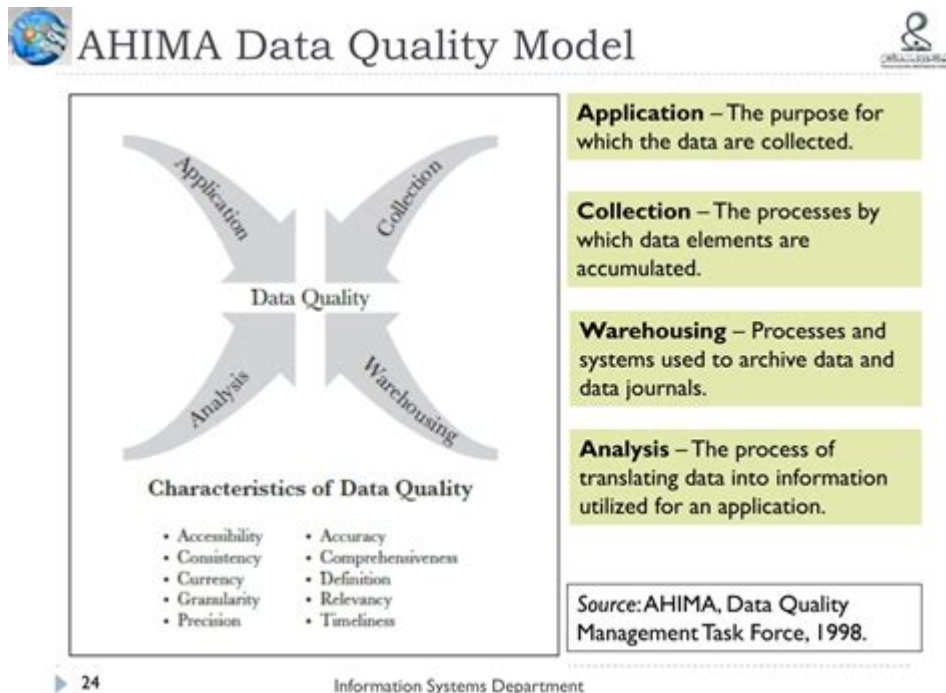 AHIMA Data Quality Model
Application
Collection
Data Quality
Analysis
Warehousing
Characteristics of Data Quality
• Accessibility
• Consistency
• Currency
• Granularity
• Precision
• Accuracy
• Comprehensiveness
• Definition
• Relevancy
• Timeliness
Application – The purpose for
which the data are collected.
Collection – The processes by
which data elements are
accumulated.
Warehousing – Processes and
systems used to archive data and
data journals.
Analysis – The process of
translating data into information
utilized for an application.
Source: AHIMA, Data Quality
Management Task Force, 1998.
24
Information Systems Department